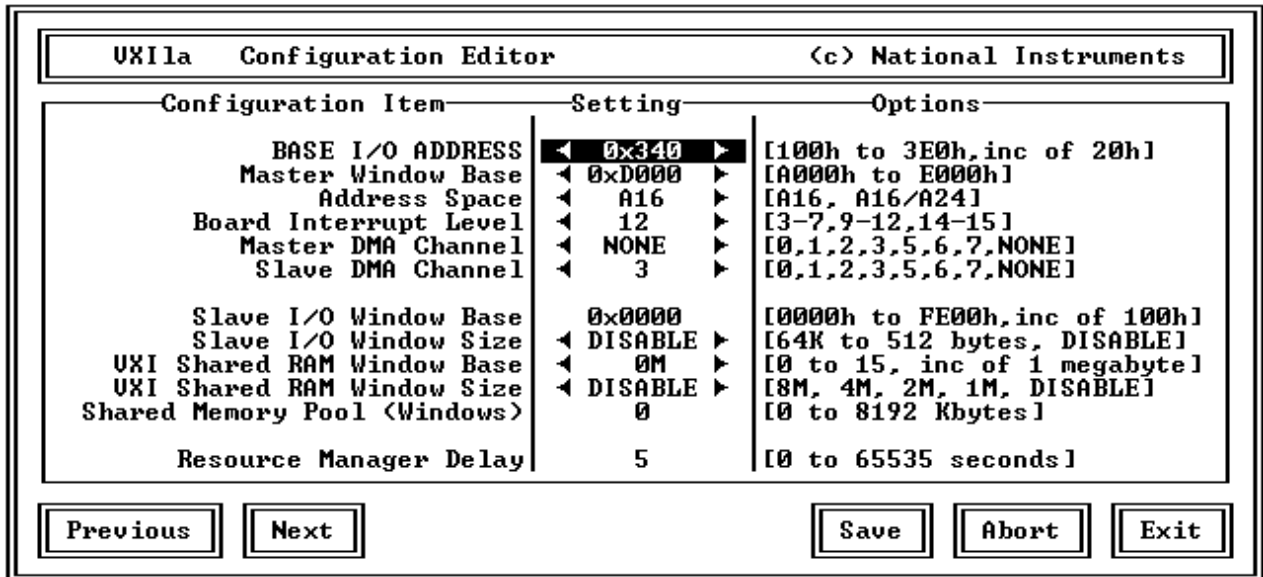 VXI1a Configuration Editor (c) National Instruments
Configuration Item Setting Options
BASE I/O ADDRESS ◄ 0x340 ► [100h to 3E0h,inc of 20h]
Master Window Base ◄ 0xD000 ► [A000h to E000h]
Address Space ◄ A16 ► [A16, A16/A24]
Board Interrupt Level ◄ 12 ► [3-7,9-12,14-15]
Master DMA Channel ◄ NONE ► [0,1,2,3,5,6,7,NONE]
Slave DMA Channel ◄ 3 ► [0,1,2,3,5,6,7,NONE]
Slave I/O Window Base 0x0000 [0000h to FE00h,inc of 100h]
Slave I/O Window Size ◄ DISABLE ► [64K to 512 bytes, DISABLE]
VXI Shared RAM Window Base ◄ 0M ► [0 to 15, inc of 1 megabyte]
VXI Shared RAM Window Size ◄ DISABLE ► [8M, 4M, 2M, 1M, DISABLE]
Shared Memory Pool (Windows) 0 [0 to 8192 Kbytes]
Resource Manager Delay 5 [0 to 65535 seconds]
Previous Next Save Abort Exit